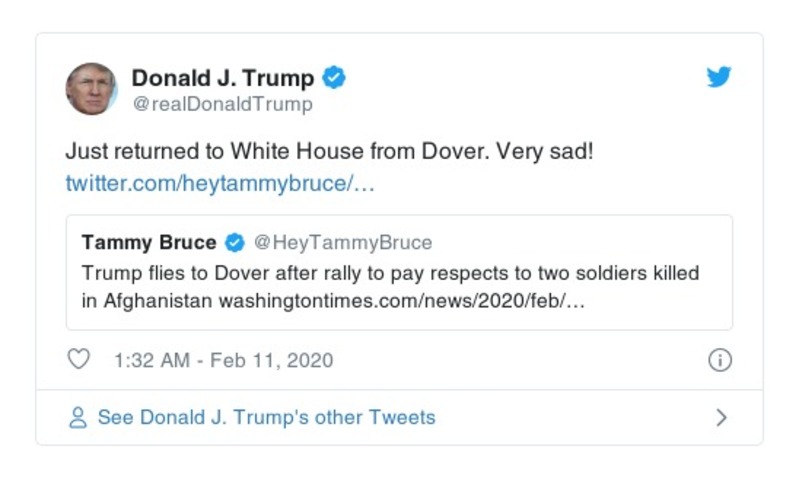 Donald J. Trump
@realDonaldTrump
Just returned to White House from Dover. Very sad!
twitter.com/heytammybruce/…
Tammy Bruce @HeyTammyBruce
Trump flies to Dover after rally to pay respects to two soldiers killed
in Afghanistan washingtontimes.com/news/2020/feb/…
1:32 AM - Feb 11, 2020
See Donald J. Trump's other Tweets